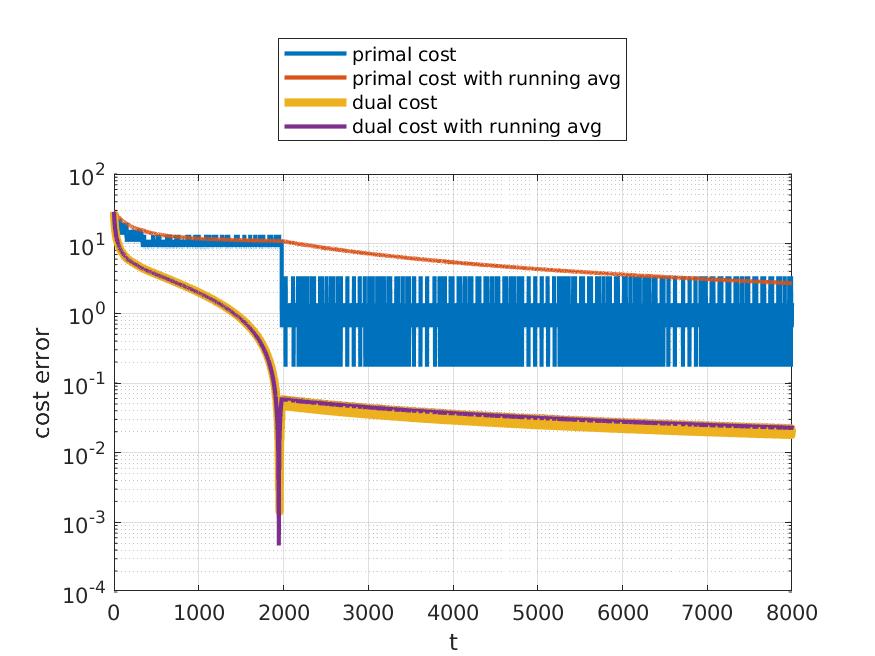 primal cost
primal cost with running avg
dual cost
dual cost with running avg
10^2
10^1
10^0
10^-1
10^-2
10^-3
10^-4
cost error
0 1000 2000 3000 4000 5000 6000 7000 8000
t